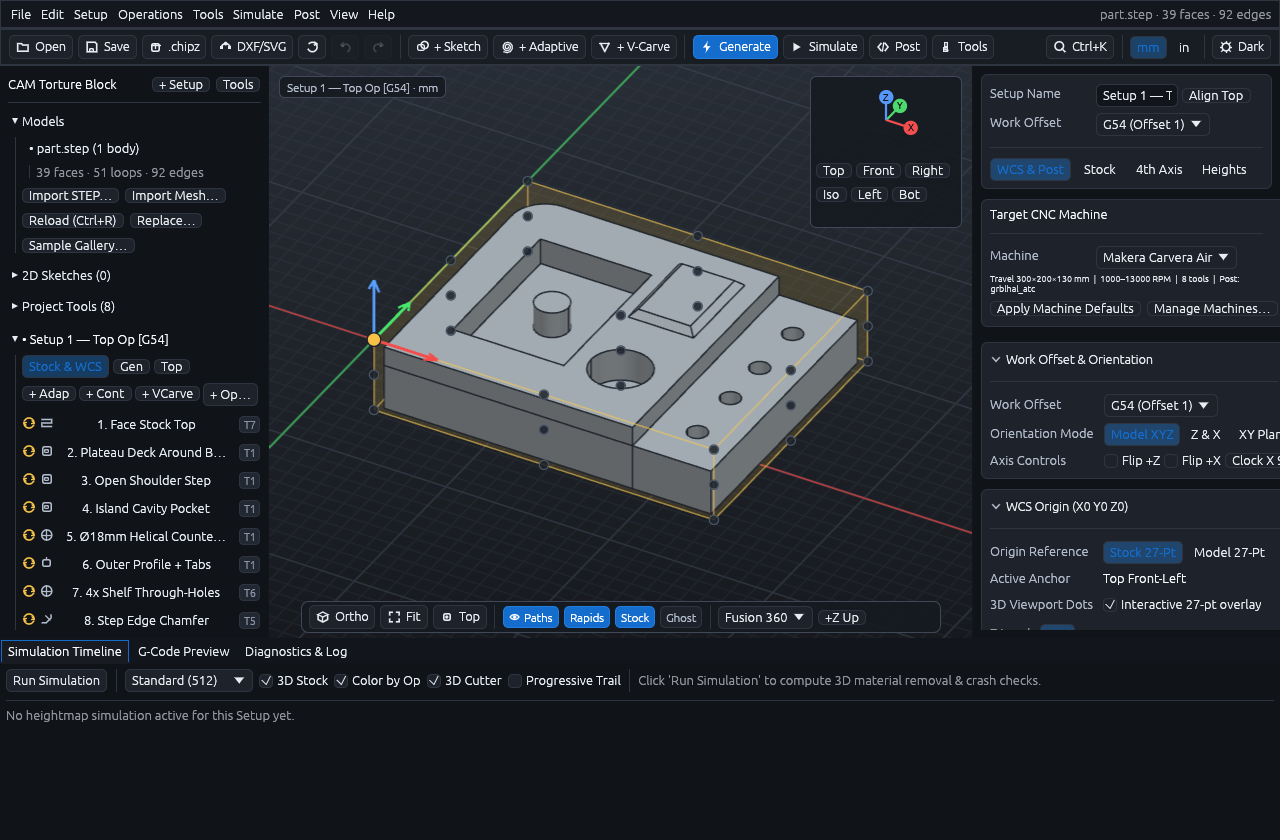 File Edit Setup Operations Tools Simulate Post View Help
part.step · 39 faces · 92 edges
Open Save .chipz DXF/SVG + Sketch + Adaptive + V-Carve Generate Simulate Post Tools Ctrl+K mm in Dark
CAM Torture Block + Setup Tools
Models
• part.step (1 body)
39 faces · 51 loops · 92 edges
Import STEP... Import Mesh...
Reload (Ctrl+R) Replace...
Sample Gallery...
2D Sketches (0)
Project Tools (8)
• Setup 1 — Top Op [G54]
Stock & WCS Gen Top
+ Adap + Cont + VCarve + Op...
1. Face Stock Top T7
2. Plateau Deck Around B... T1
3. Open Shoulder Step T1
4. Island Cavity Pocket T1
5. Ø18mm Helical Counte... T1
6. Outer Profile + Tabs T1
7. 4x Shelf Through-Holes T6
8. Step Edge Chamfer T5
Setup 1 — Top Op [G54] · mm
Z
Y
X
Top Front Right
Iso Left Bot
Ortho Fit Top Paths Rapids Stock Ghost Fusion 360 +Z Up
Setup Name Setup 1 — T Align Top
Work Offset G54 (Offset 1)
WCS & Post Stock 4th Axis Heights
Target CNC Machine
Machine Makera Carvera Air
Travel 300×200×130 mm | 1000–13000 RPM | 8 tools | Post:
grblhal_atc
Apply Machine Defaults Manage Machines...
Work Offset & Orientation
Work Offset G54 (Offset 1)
Orientation Mode Model XYZ Z & X XY Plan
Axis Controls Flip +Z Flip +X Clock X
WCS Origin (X0 Y0 Z0)
Origin Reference Stock 27-Pt Model 27-Pt
Active Anchor Top Front-Left
3D Viewport Dots Interactive 27-pt overlay
Simulation Timeline G-Code Preview Diagnostics & Log
Run Simulation Standard (512) 3D Stock Color by Op 3D Cutter Progressive Trail Click 'Run Simulation' to compute 3D material removal & crash checks.
No heightmap simulation active for this Setup yet.